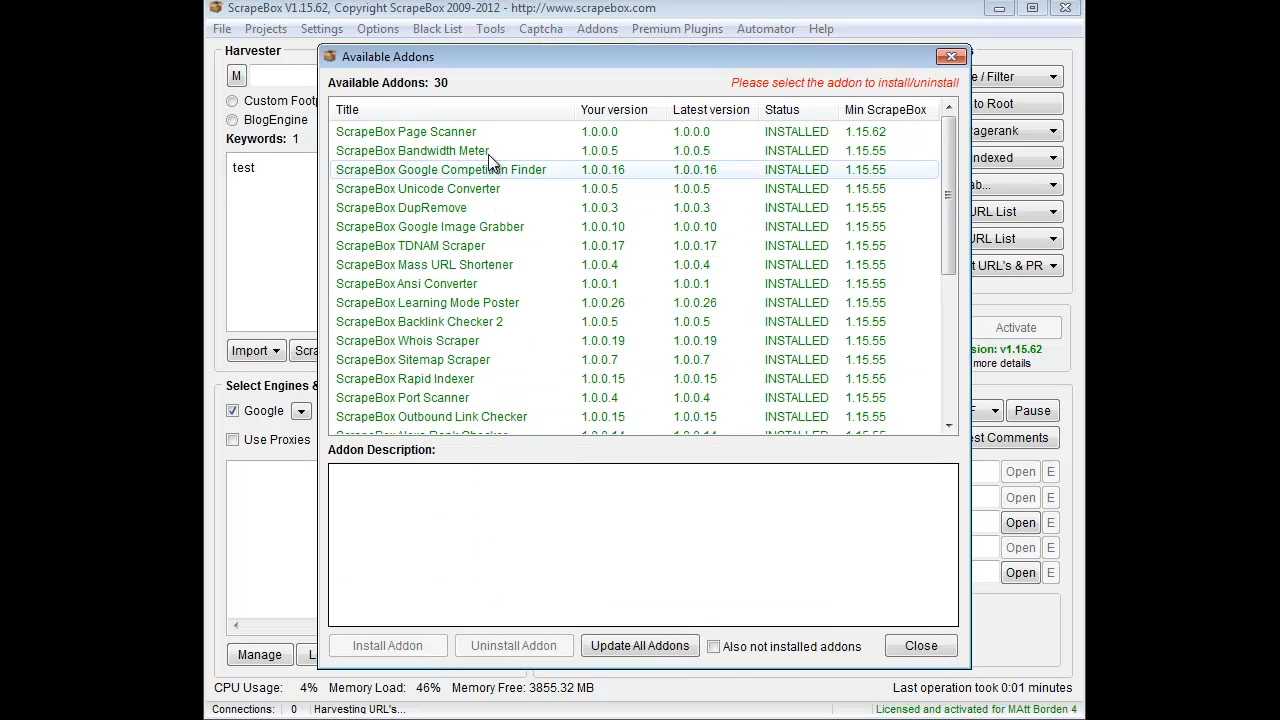 ScrapeBox V1.15.62, Copyright ScrapeBox 2009-2012 - http://www.scrapebox.com
File Projects Settings Options Black List Tools Captcha Addons Premium Plugins Automator Help
Harvester
M
Custom Footp
BlogEngine
Keywords: 1
test
Import
Scra
Select Engines &
Google
Use Proxies
Manage
L
Available Addons
Available Addons: 30
Please select the addon to install/uninstall
Title Your version Latest version Status Min ScrapeBox
ScrapeBox Page Scanner 1.0.0.0 1.0.0.0 INSTALLED 1.15.62
ScrapeBox Bandwidth Meter 1.0.0.5 1.0.0.5 INSTALLED 1.15.55
ScrapeBox Google Competition Finder 1.0.0.16 1.0.0.16 INSTALLED 1.15.55
ScrapeBox Unicode Converter 1.0.0.5 1.0.0.5 INSTALLED 1.15.55
ScrapeBox DupRemove 1.0.0.3 1.0.0.3 INSTALLED 1.15.55
ScrapeBox Google Image Grabber 1.0.0.10 1.0.0.10 INSTALLED 1.15.55
ScrapeBox TDNAM Scraper 1.0.0.17 1.0.0.17 INSTALLED 1.15.55
ScrapeBox Mass URL Shortener 1.0.0.4 1.0.0.4 INSTALLED 1.15.55
ScrapeBox Ansi Converter 1.0.0.1 1.0.0.1 INSTALLED 1.15.55
ScrapeBox Learning Mode Poster 1.0.0.26 1.0.0.26 INSTALLED 1.15.55
ScrapeBox Backlink Checker 2 1.0.0.5 1.0.0.5 INSTALLED 1.15.55
ScrapeBox Whois Scraper 1.0.0.19 1.0.0.19 INSTALLED 1.15.55
ScrapeBox Sitemap Scraper 1.0.0.7 1.0.0.7 INSTALLED 1.15.55
ScrapeBox Rapid Indexer 1.0.0.15 1.0.0.15 INSTALLED 1.15.55
ScrapeBox Port Scanner 1.0.0.4 1.0.0.4 INSTALLED 1.15.55
ScrapeBox Outbound Link Checker 1.0.0.15 1.0.0.15 INSTALLED 1.15.55
Addon Description:
Install Addon Uninstall Addon Update All Addons Also not installed addons Close
e / Filter
to Root
agerank
ndexed
ab...
URL List
URL List
t URL's & PR
Activate
sion: v1.15.62
more details
F
Pause
est Comments
Open E
Open E
Open E
Open E
Open E
CPU Usage: 4% Memory Load: 46% Memory Free: 3855.32 MB Last operation took 0:01 minutes
Connections: 0 Harvesting URL's... Licensed and activated for MAtt Borden 4